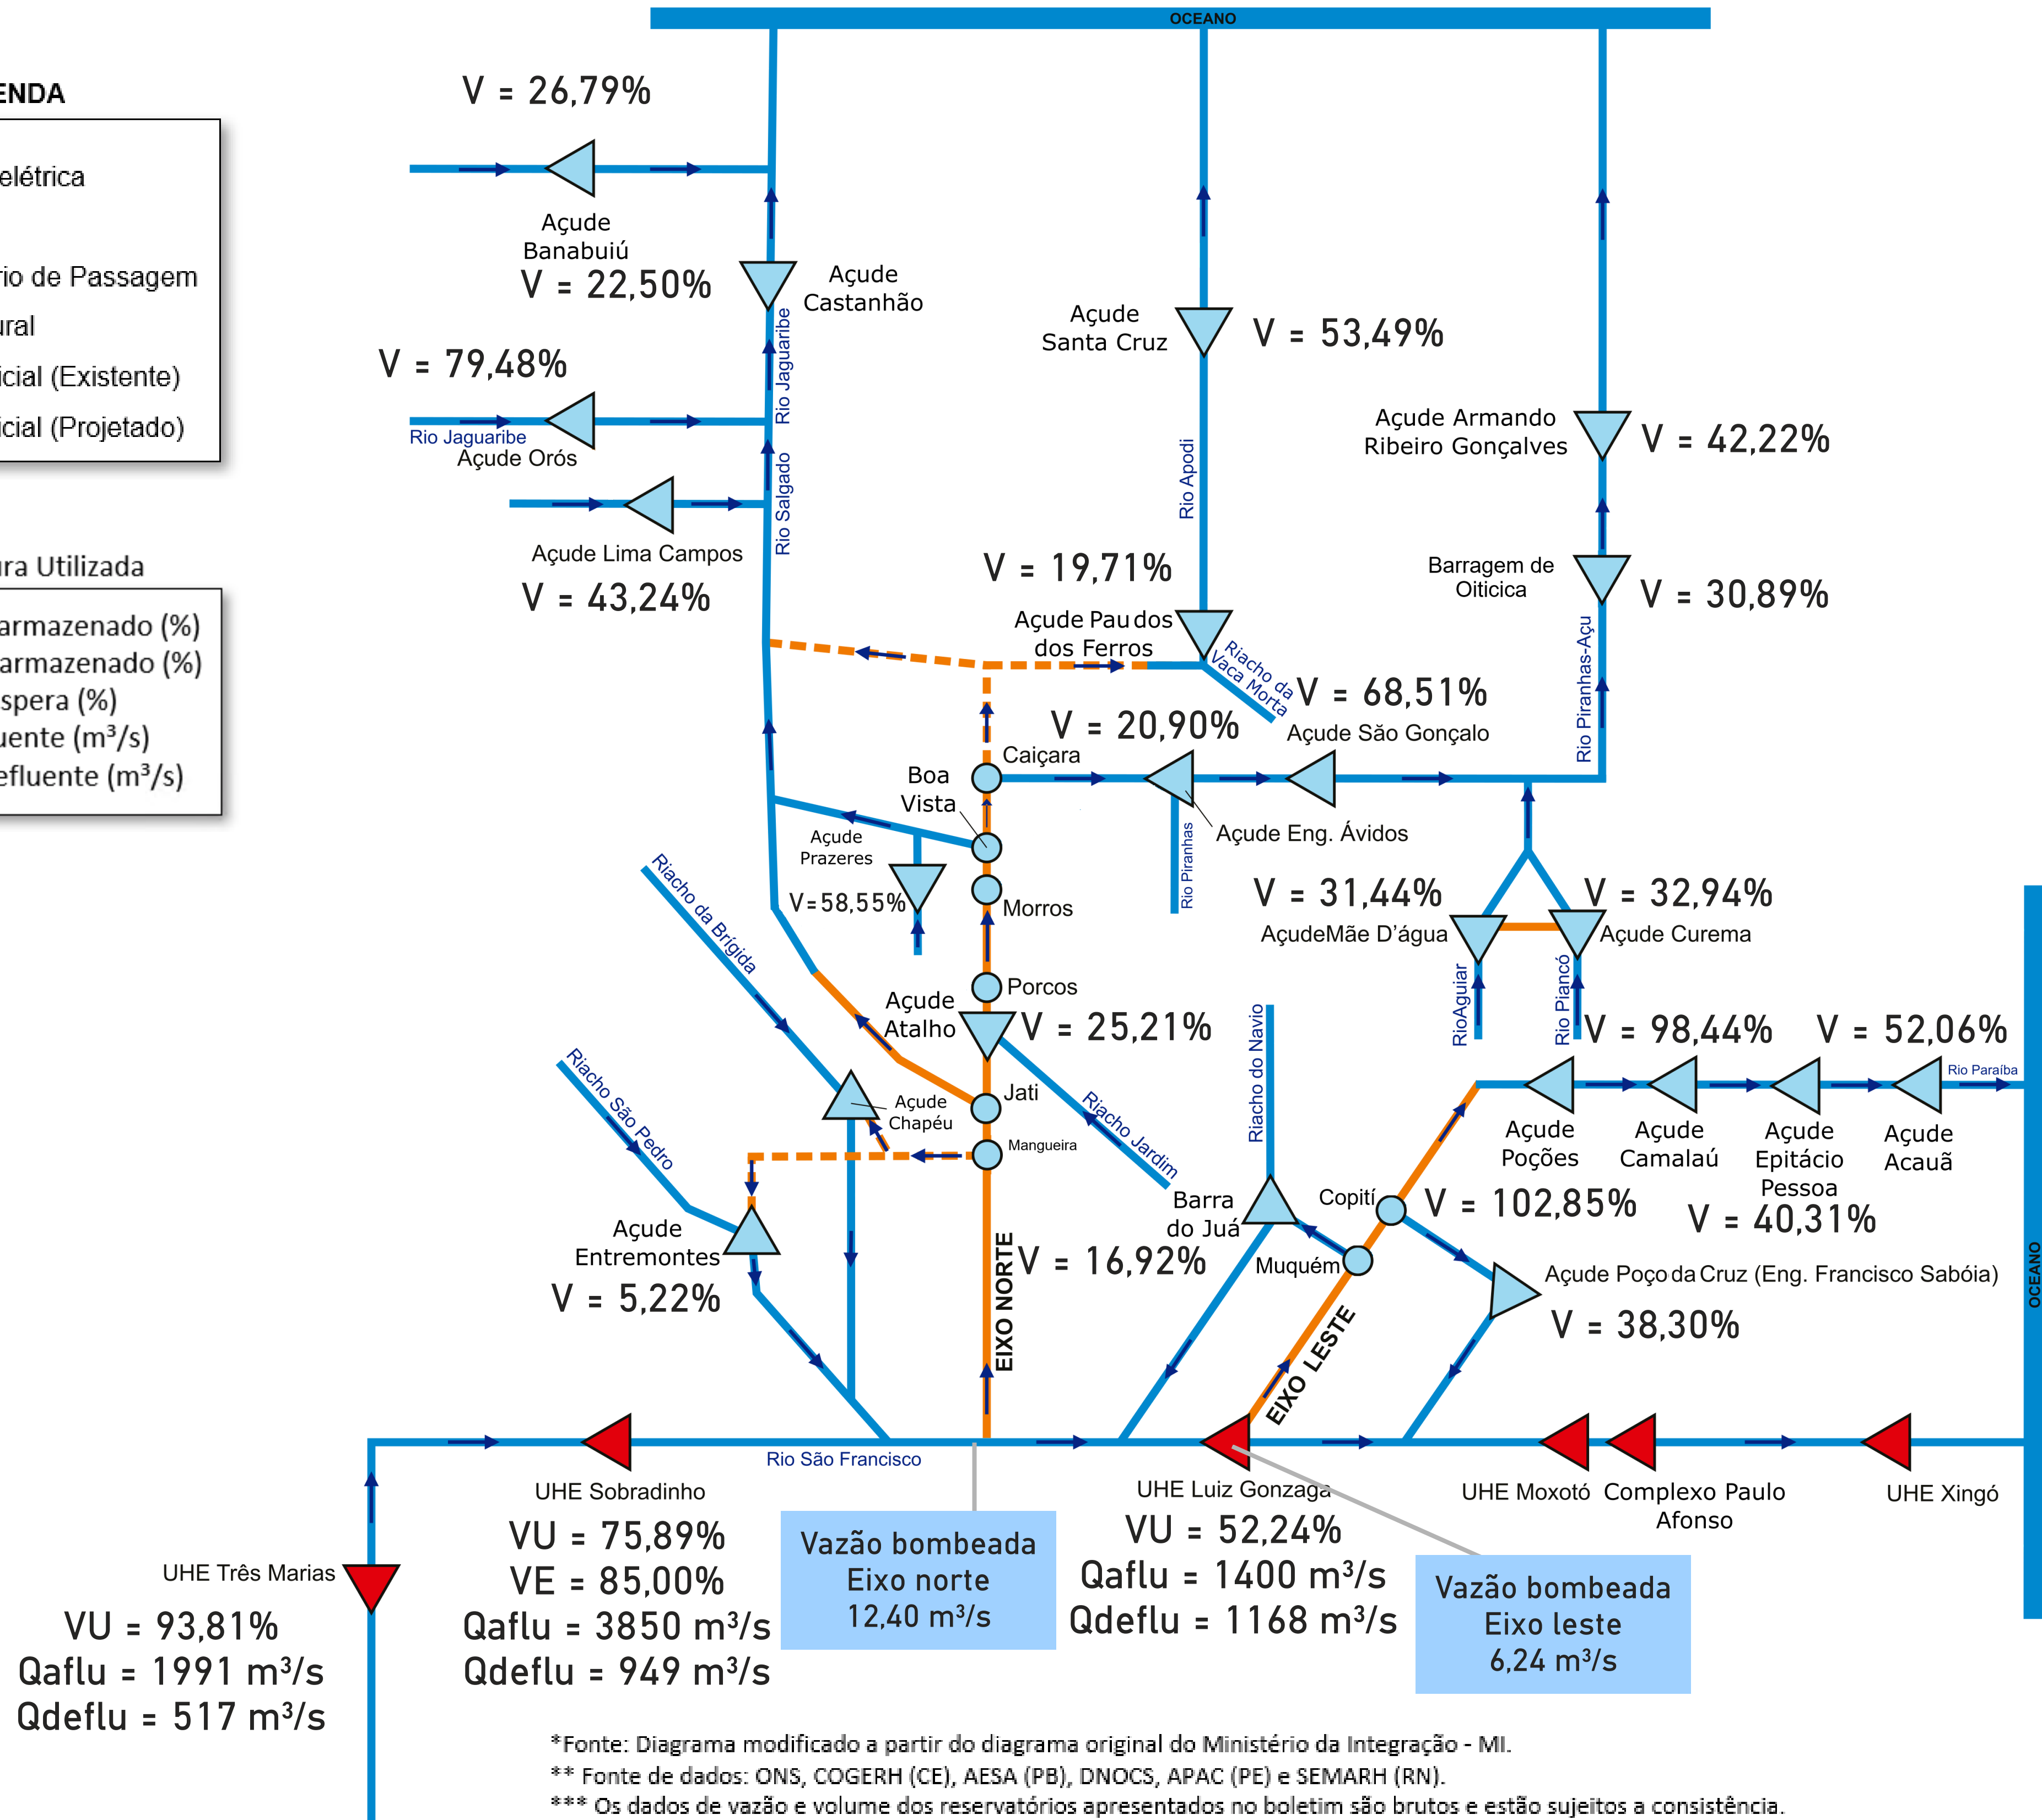 OCEANO
ENDA
elétrica
rio de Passagem
ural
icial (Existente)
icial (Projetado)
ura Utilizada
armazenado (%)
armazenado (%)
spera (%)
uente (m³/s)
efluente (m³/s)
V = 26,79%
Açude
Banabuiú
V = 22,50%
Açude
Castanhão
Rio Jaguaribe
V = 79,48%
Rio Jaguaribe
Açude Orós
Rio Salgado
Açude Lima Campos
V = 43,24%
Açude
Santa Cruz
V = 53,49%
Rio Apodi
V = 19,71%
Açude Pau dos
dos Ferros
Riacho da
Vaca Morta
Açude Armando
Ribeiro Gonçalves
V = 42,22%
Barragem de
Oiticica
V = 30,89%
Rio Piranhas-Açu
V = 68,51%
Açude São Gonçalo
V = 20,90%
Caiçara
Boa
Vista
Açude Eng. Ávidos
Rio Piranhas
Açude
Prazeres
V=58,55%
Morros
Porcos
Riacho da Brígida
Açude
Atalho
V = 25,21%
V = 31,44%
AçudeMãe D'água
V = 32,94%
Açude Curema
RioAguiar
Rio Piancó
Riacho São Pedro
Jati
Açude
Chapéu
Mangueira
Riacho Jardim
Riacho do Navio
V = 98,44%
V = 52,06%
Rio Paraíba
Açude
Poções
Açude
Camalaú
Açude
Epitácio
Pessoa
Açude
Acauã
V = 102,85%
V = 40,31%
Açude
Entremontes
V = 5,22%
EIXO NORTE
Barra
do Juá
V = 16,92%
Copití
Muquém
EIXO LESTE
Açude Poço da Cruz (Eng. Francisco Sabóia)
V = 38,30%
OCEANO
Rio São Francisco
UHE Sobradinho
VU = 75,89%
VE = 85,00%
Qaflu = 3850 m³/s
Qdeflu = 949 m³/s
Vazão bombeada
Eixo norte
12,40 m³/s
UHE Luiz Gonzaga
VU = 52,24%
Qaflu = 1400 m³/s
Qdeflu = 1168 m³/s
Vazão bombeada
Eixo leste
6,24 m³/s
UHE Moxotó
Complexo Paulo
Afonso
UHE Xingó
UHE Três Marias
VU = 93,81%
Qaflu = 1991 m³/s
Qdeflu = 517 m³/s
*Fonte: Diagrama modificado a partir do diagrama original do Ministério da Integração - MI.
** Fonte de dados: ONS, COGERH (CE), AESA (PB), DNOCS, APAC (PE) e SEMARH (RN).
*** Os dados de vazão e volume dos reservatórios apresentados no boletim são brutos e estão sujeitos a consistência.